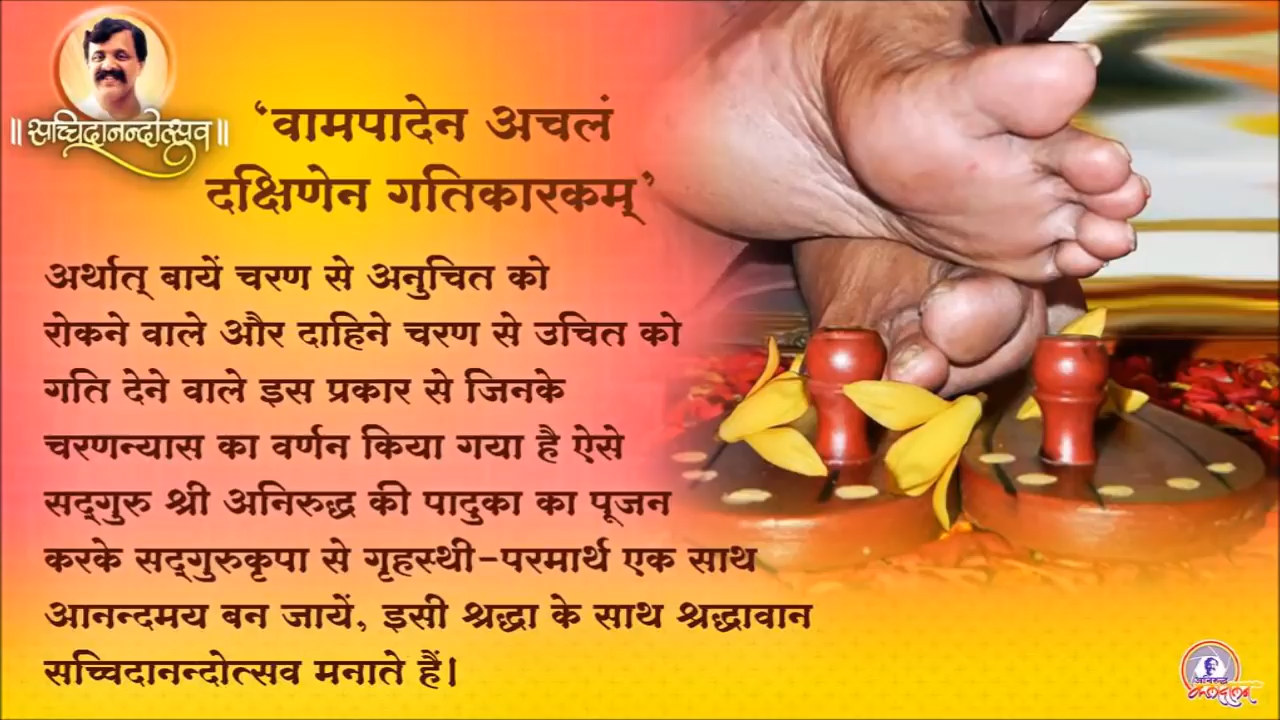 ॥ सच्चिदानन्दोत्सव ॥
‘वामपादेन अचलं
दक्षिणेन गतिकारकम्’
अर्थात् बायें चरण से अनुचित को
रोकने वाले और दाहिने चरण से उचित को
गति देने वाले इस प्रकार से जिनके
चरणन्यास का वर्णन किया गया है ऐसे
सद्‌गुरु श्री अनिरुद्ध की पादुका का पूजन
करके सद्‌गुरुकृपा से गृहस्थी-परमार्थ एक साथ
आनन्दमय बन जायें, इसी श्रद्धा के साथ श्रद्धावान
सच्चिदानन्दोत्सव मनाते हैं।
अनिरुद्ध